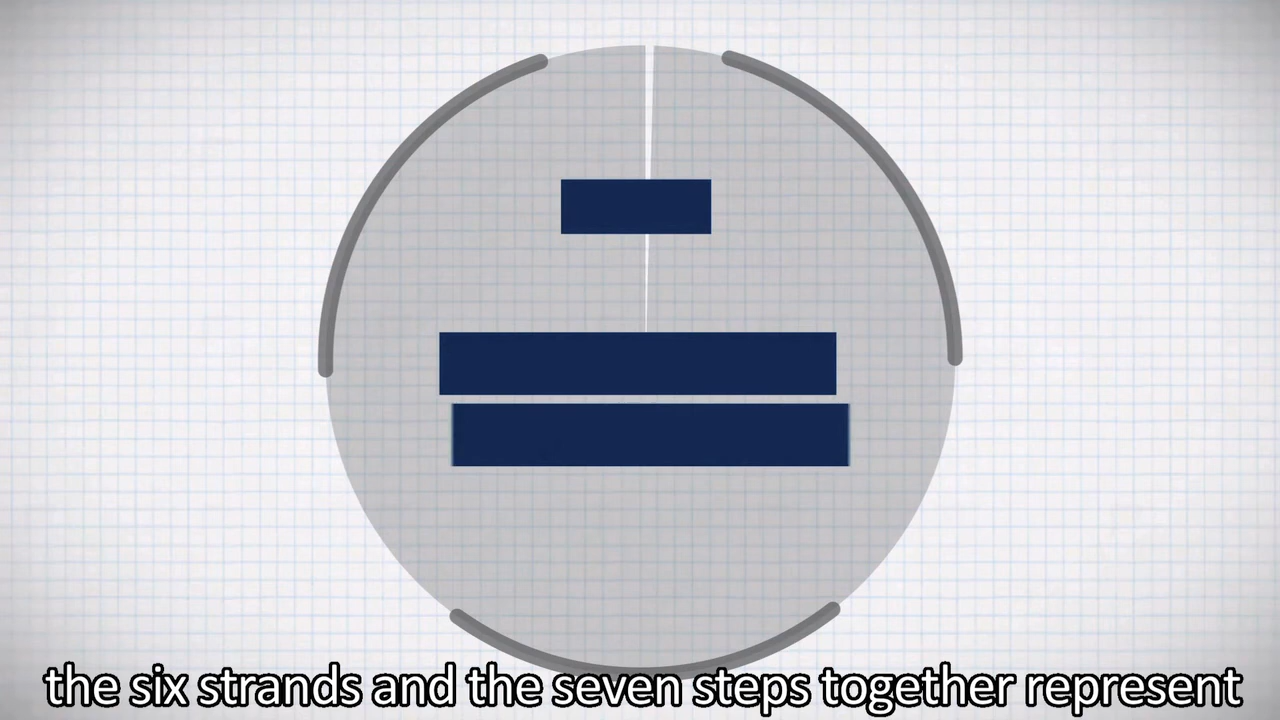 the six strands and the seven steps together represent